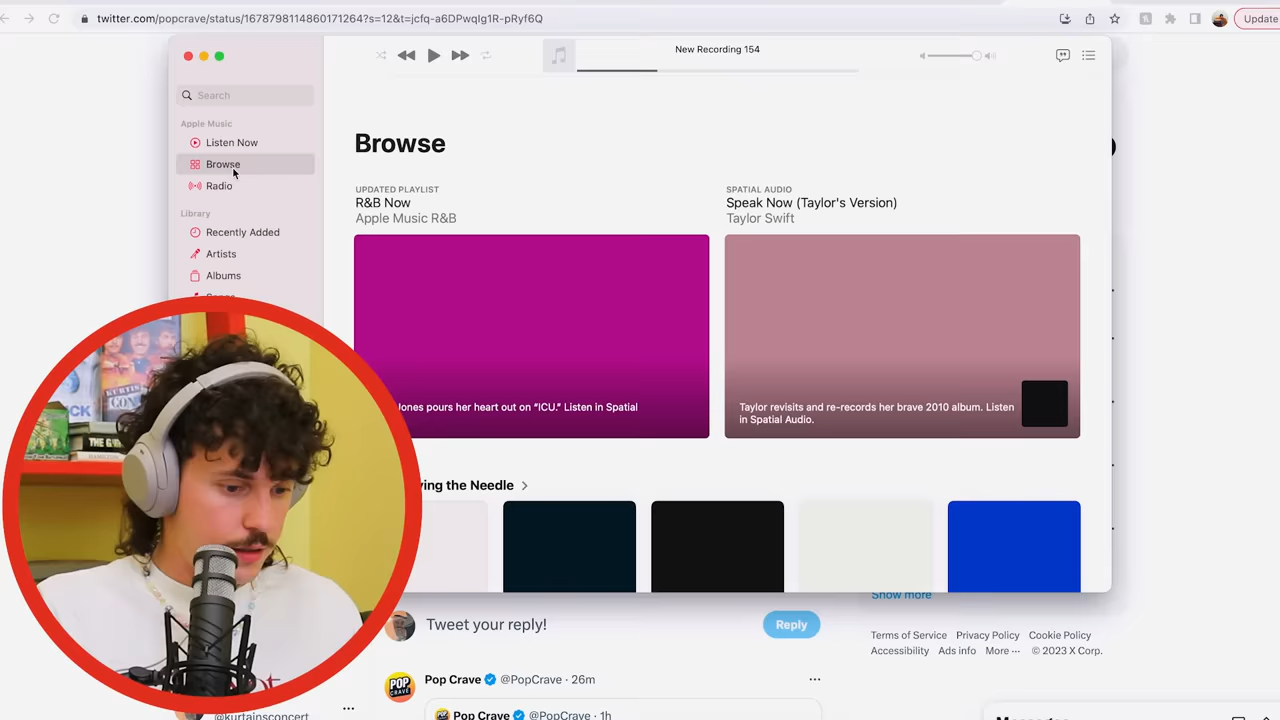 twitter.com/popcrave/status/1678798114860171264?s=12&t=jcfq-a6DPwqIg1R-pRyf6Q
Update
New Recording 154
Search
Apple Music
Listen Now
Browse
Radio
Library
Recently Added
Artists
Albums
Browse
UPDATED PLAYLIST
R&B Now
Apple Music R&B
SPATIAL AUDIO
Speak Now (Taylor's Version)
Taylor Swift
Jones pours her heart out on “ICU.” Listen in Spatial
Taylor revisits and re-records her brave 2010 album. Listen
in Spatial Audio.
the Needle
Show more
Tweet your reply!
Reply
Terms of Service Privacy Policy Cookie Policy
Accessibility Ads info More ··· © 2023 X Corp.
Pop Crave @PopCrave · 26m
POP
CRAVE
Pop Crave @PopCrave · 1h
@kurtainsconcert
KURTIS